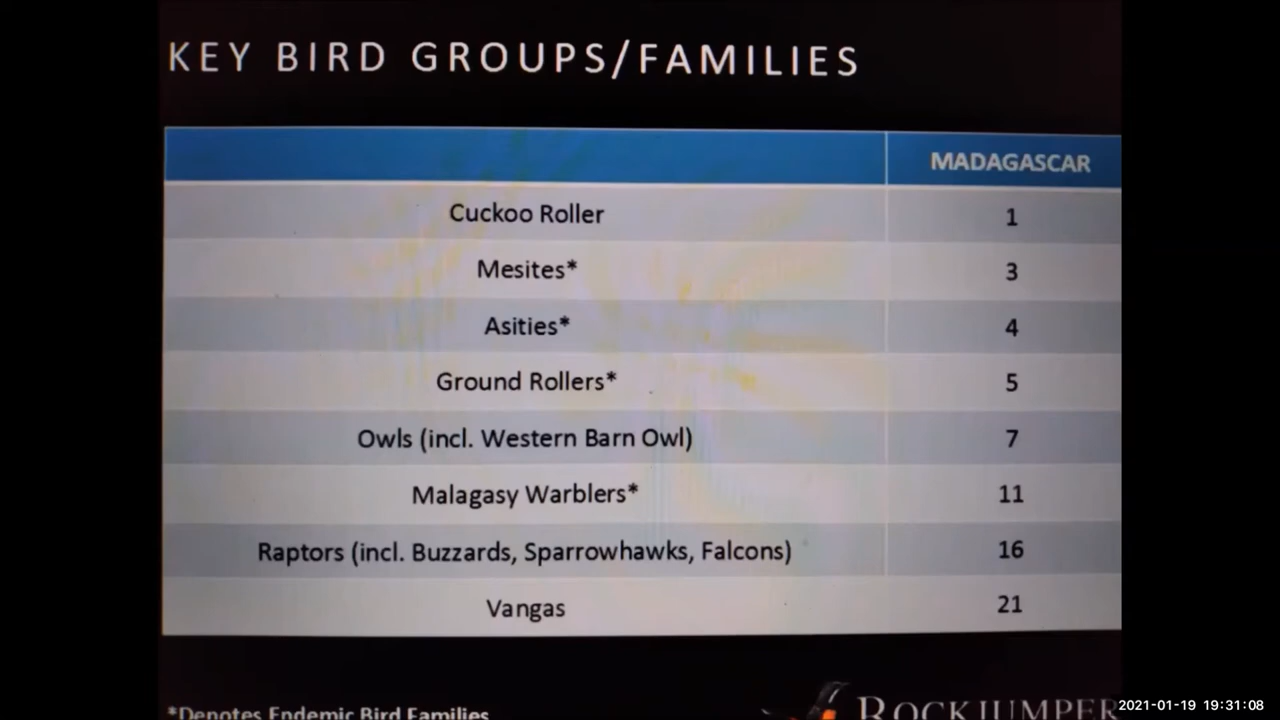 KEY BIRD GROUPS/FAMILIES
MADAGASCAR
Cuckoo Roller 1
Mesites* 3
Asities* 4
Ground Rollers* 5
Owls (incl. Western Barn Owl) 7
Malagasy Warblers* 11
Raptors (incl. Buzzards, Sparrowhawks, Falcons) 16
Vangas 21
*Denotes Endemic Bird Families
ROCKJUMPER
2021-01-19 19:31:08